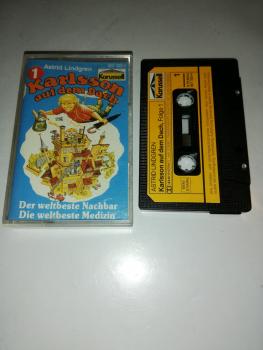 1
Astrid Lindgren
Karussell
Karlsson
auf dem Dach
Der weltbeste Nachbar
Die weltbeste Medizin
Karussell
1
ASTRID LINDGREN
Karlsson auf dem Dach, Folge 1